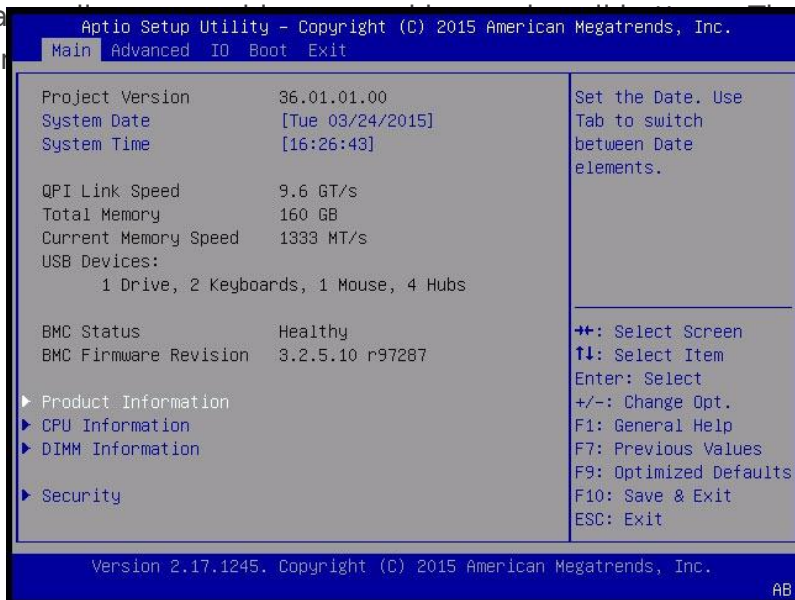 Aptio Setup Utility – Copyright (C) 2015 American Megatrends, Inc.
Main Advanced IO Boot Exit
Project Version 36.01.01.00
System Date [Tue 03/24/2015]
System Time [16:26:43]
QPI Link Speed 9.6 GT/s
Total Memory 160 GB
Current Memory Speed 1333 MT/s
USB Devices:
1 Drive, 2 Keyboards, 1 Mouse, 4 Hubs
BMC Status Healthy
BMC Firmware Revision 3.2.5.10 r97287
Product Information
CPU Information
DIMM Information
Security
Set the Date. Use
Tab to switch
between Date
elements.
→←: Select Screen
↑↓: Select Item
Enter: Select
+/-: Change Opt.
F1: General Help
F7: Previous Values
F9: Optimized Defaults
F10: Save & Exit
ESC: Exit
Version 2.17.1245. Copyright (C) 2015 American Megatrends, Inc.
AB